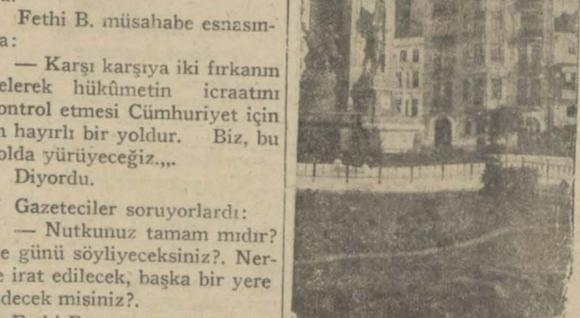 Fethi B. müsahabe esnasın-
a:
— Karşı karşıya iki fırkanın
elerek hükûmetin icraatını
ontrol etmesi Cümhuriyet için
n hayırlı bir yoldur. Biz, bu
olda yürüyeceğiz.,,.
Diyordu.
Gazeteciler soruyorlardı:
— Nutkunuz tamam mıdır?
e günü söyliyeceksiniz?. Ner-
e irat edilecek, başka bir yere
decek misiniz?.